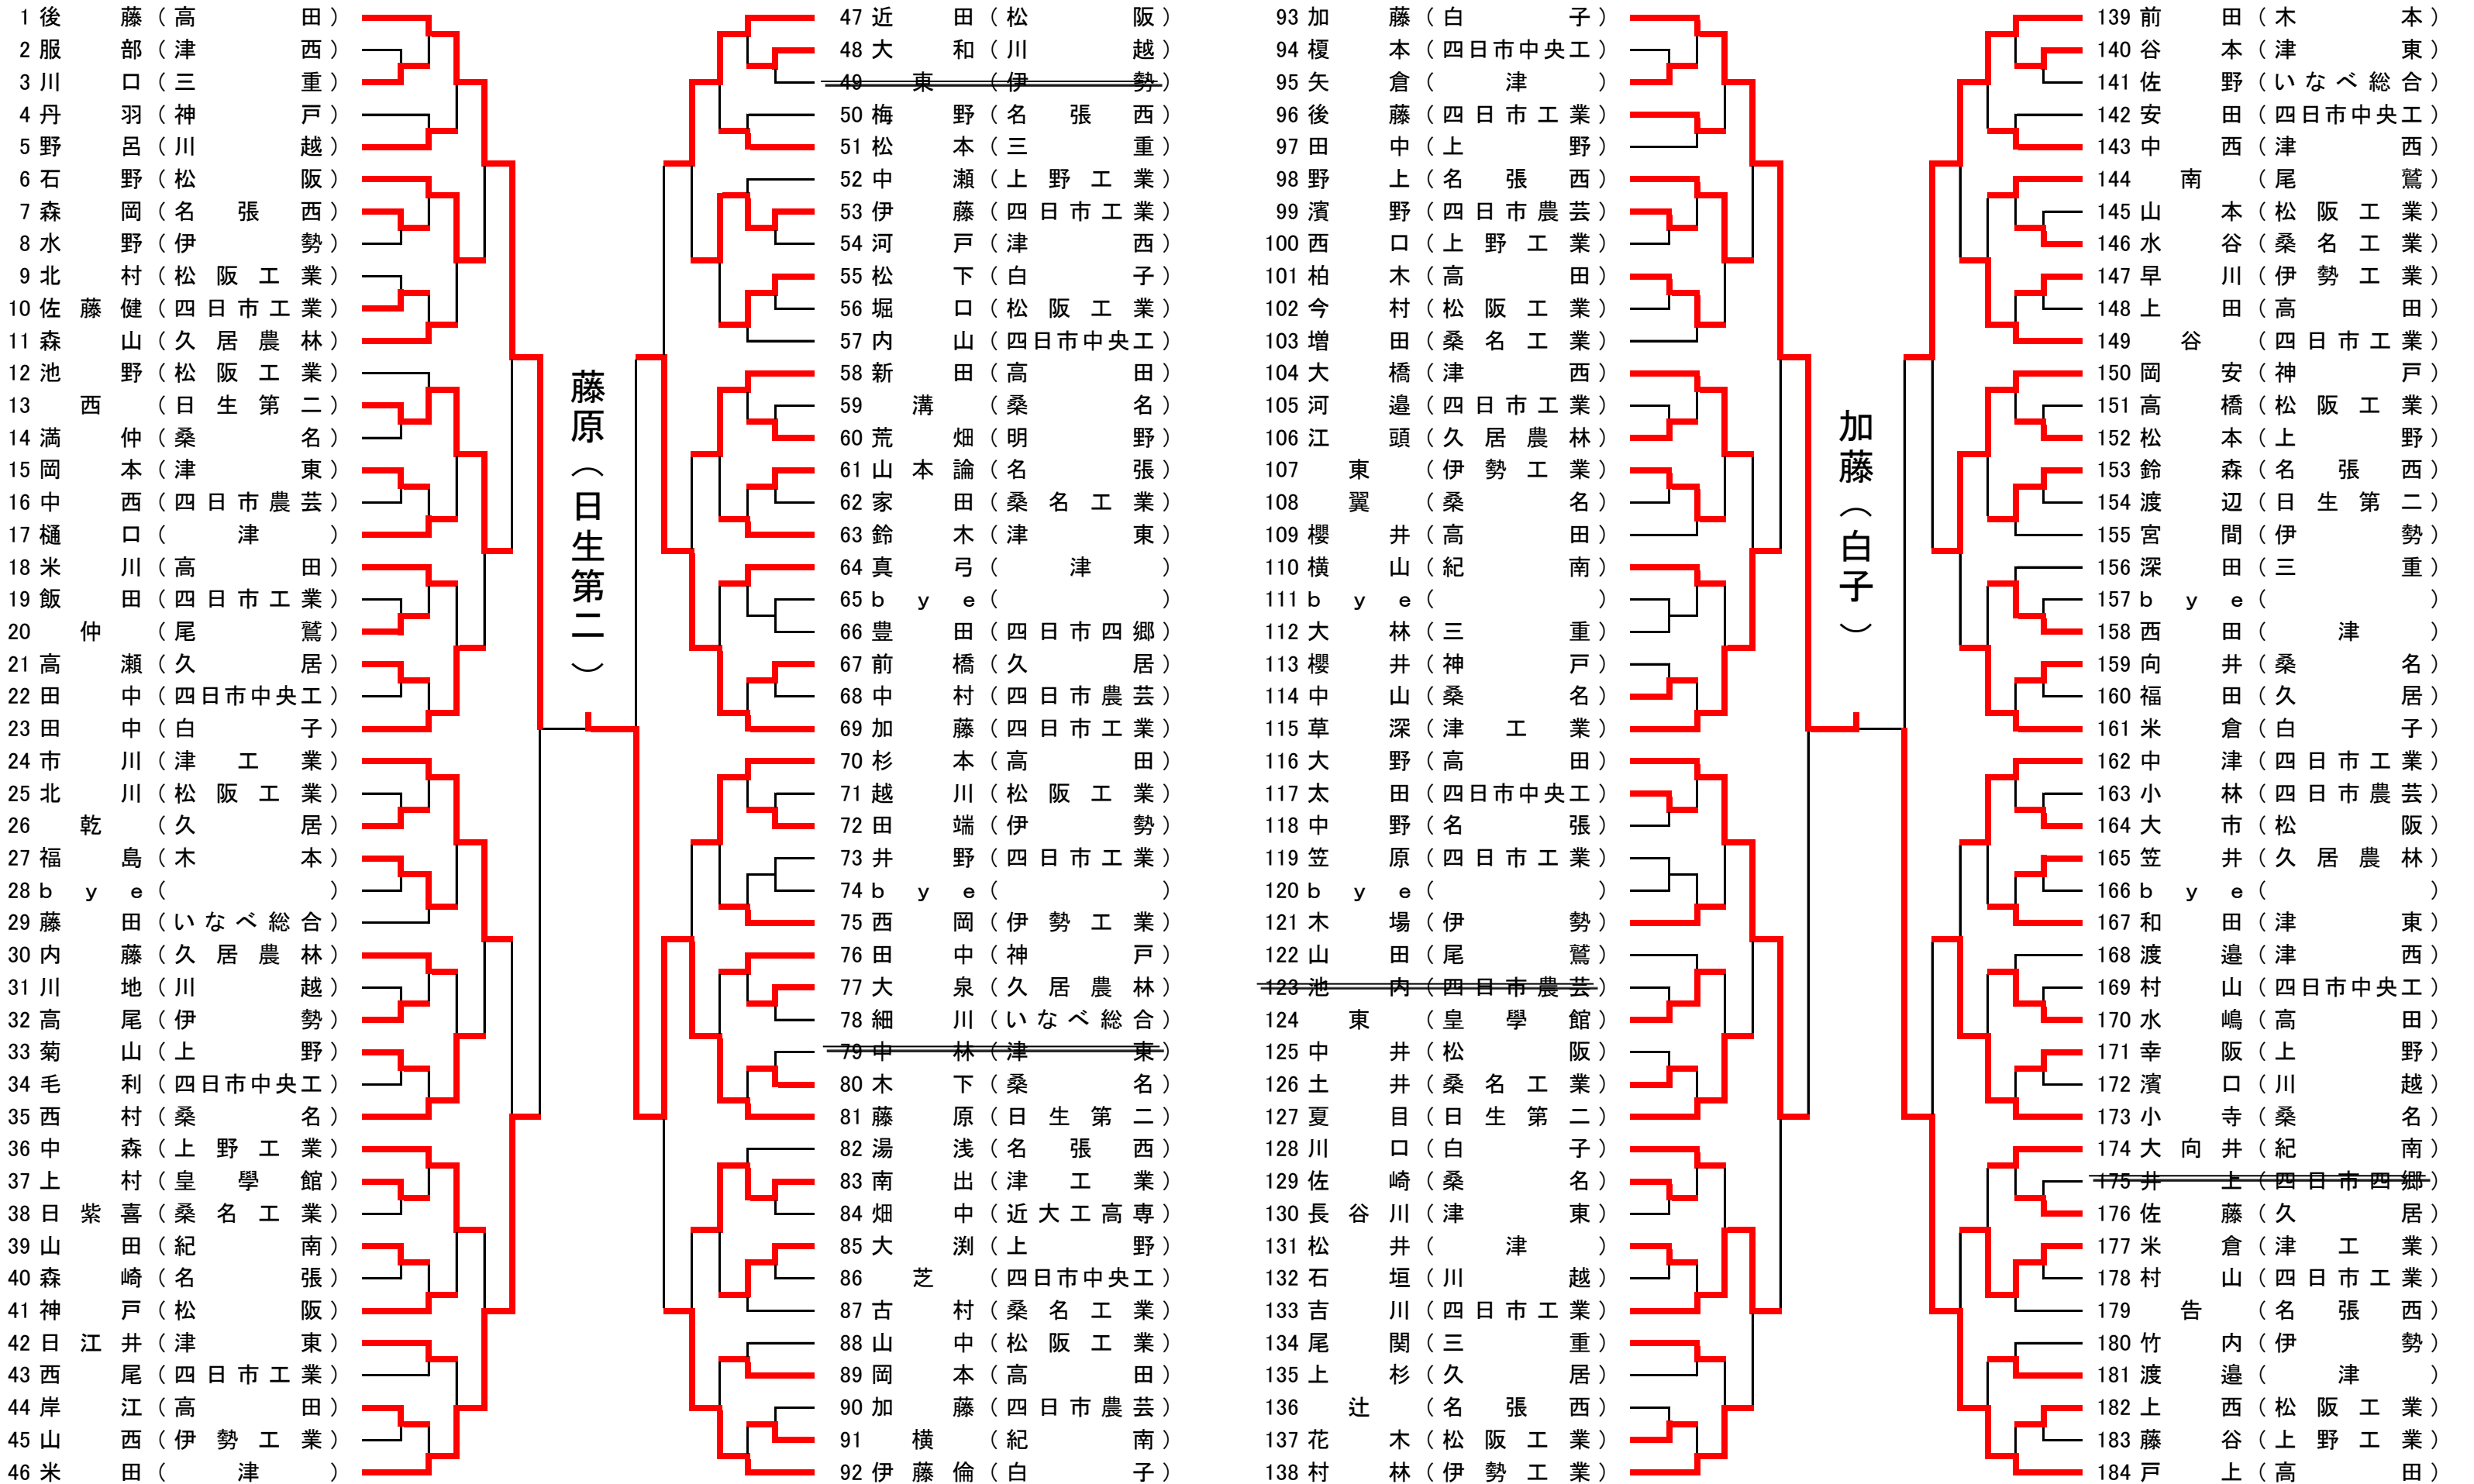 1 後藤（高田）
2 服部（津西）
3 川口（三重）
4 丹羽（神戸）
5 野呂（川越）
6 石野（松阪）
7 森岡（名張西）
8 水野（伊勢）
9 北村（松阪工業）
10 佐藤健（四日市工業）
11 森山（久居農林）
12 池野（松阪工業）
13 西（日生第二）
14 満仲（桑名）
15 岡本（津東）
16 中西（四日市農芸）
17 樋口（津）
18 米川（高田）
19 飯田（四日市工業）
20 仲（尾鷲）
21 高瀬（久居）
22 田中（四日市中央工）
23 田中（白子）
24 市川（津工業）
25 北川（松阪工業）
26 乾（久居）
27 福島（木本）
28 ｂｙｅ（）
29 藤田（いなべ総合）
30 内藤（久居農林）
31 川地（川越）
32 高尾（伊勢）
33 菊山（上野）
34 毛利（四日市中央工）
35 西村（桑名）
36 中森（上野工業）
37 上村（皇學館）
38 日紫喜（桑名工業）
39 山田（紀南）
40 森崎（名張）
41 神戸（松阪）
42 日江井（津東）
43 西尾（四日市工業）
44 岸江（高田）
45 山西（伊勢工業）
46 米田（津）
藤原（日生第二）
47 近田（松阪）
48 大和（川越）
49 東（伊勢）
50 梅野（名張西）
51 松本（三重）
52 中瀬（上野工業）
53 伊藤（四日市工業）
54 河戸（津西）
55 松下（白子）
56 堀口（松阪工業）
57 内山（四日市中央工）
58 新田（高田）
59 溝（桑名）
60 荒畑（明野）
61 山本論（名張）
62 家田（桑名工業）
63 鈴木（津東）
64 真弓（津）
65 ｂｙｅ（）
66 豊田（四日市四郷）
67 前橋（久居）
68 中村（四日市農芸）
69 加藤（四日市工業）
70 杉本（高田）
71 越川（松阪工業）
72 田端（伊勢）
73 井野（四日市工業）
74 ｂｙｅ（）
75 西岡（伊勢工業）
76 田中（神戸）
77 大泉（久居農林）
78 細川（いなべ総合）
79 中林（津東）
80 木下（桑名）
81 藤原（日生第二）
82 湯浅（名張西）
83 南出（津工業）
84 畑中（近大工高専）
85 大渕（上野）
86 芝（四日市中央工）
87 古村（桑名工業）
88 山中（松阪工業）
89 岡本（高田）
90 加藤（四日市農芸）
91 横（紀南）
92 伊藤倫（白子）
93 加藤（白子）
94 榎本（四日市中央工）
95 矢倉（津）
96 後藤（四日市工業）
97 田中（上野）
98 野上（名張西）
99 濱野（四日市農芸）
100 西口（上野工業）
101 柏木（高田）
102 今村（松阪工業）
103 増田（桑名工業）
104 大橋（津西）
105 河邉（四日市工業）
106 江頭（久居農林）
107 東（伊勢工業）
108 翼（桑名）
109 櫻井（高田）
110 横山（紀南）
111 ｂｙｅ（）
112 大林（三重）
113 櫻井（神戸）
114 中山（桑名）
115 草深（津工業）
116 大野（高田）
117 太田（四日市中央工）
118 中野（名張）
119 笠原（四日市工業）
120 ｂｙｅ（）
121 木場（伊勢）
122 山田（尾鷲）
123 池内（四日市農芸）
124 東（皇學館）
125 中井（松阪）
126 土井（桑名工業）
127 夏目（日生第二）
128 川口（白子）
129 佐崎（桑名）
130 長谷川（津東）
131 松井（津）
132 石垣（川越）
133 吉川（四日市工業）
134 尾関（三重）
135 上杉（久居）
136 辻（名張西）
137 花木（松阪工業）
138 村林（伊勢工業）
加藤（白子）
139 前田（木本）
140 谷本（津東）
141 佐野（いなべ総合）
142 安田（四日市中央工）
143 中西（津西）
144 南（尾鷲）
145 山本（松阪工業）
146 水谷（桑名工業）
147 早川（伊勢工業）
148 上田（高田）
149 谷（四日市工業）
150 岡安（神戸）
151 高橋（松阪工業）
152 松本（上野）
153 鈴森（名張西）
154 渡辺（日生第二）
155 宮間（伊勢）
156 深田（三重）
157 ｂｙｅ（）
158 西田（津）
159 向井（桑名）
160 福田（久居）
161 米倉（白子）
162 中津（四日市工業）
163 小林（四日市農芸）
164 大市（松阪）
165 笠井（久居農林）
166 ｂｙｅ（）
167 和田（津東）
168 渡邉（津西）
169 村山（四日市中央工）
170 水嶋（高田）
171 幸阪（上野）
172 濱口（川越）
173 小寺（桑名）
174 大向井（紀南）
175 井上（四日市四郷）
176 佐藤（久居）
177 米倉（津工業）
178 村山（四日市工業）
179 告（名張西）
180 竹内（伊勢）
181 渡邉（津）
182 上西（松阪工業）
183 藤谷（上野工業）
184 戸上（高田）